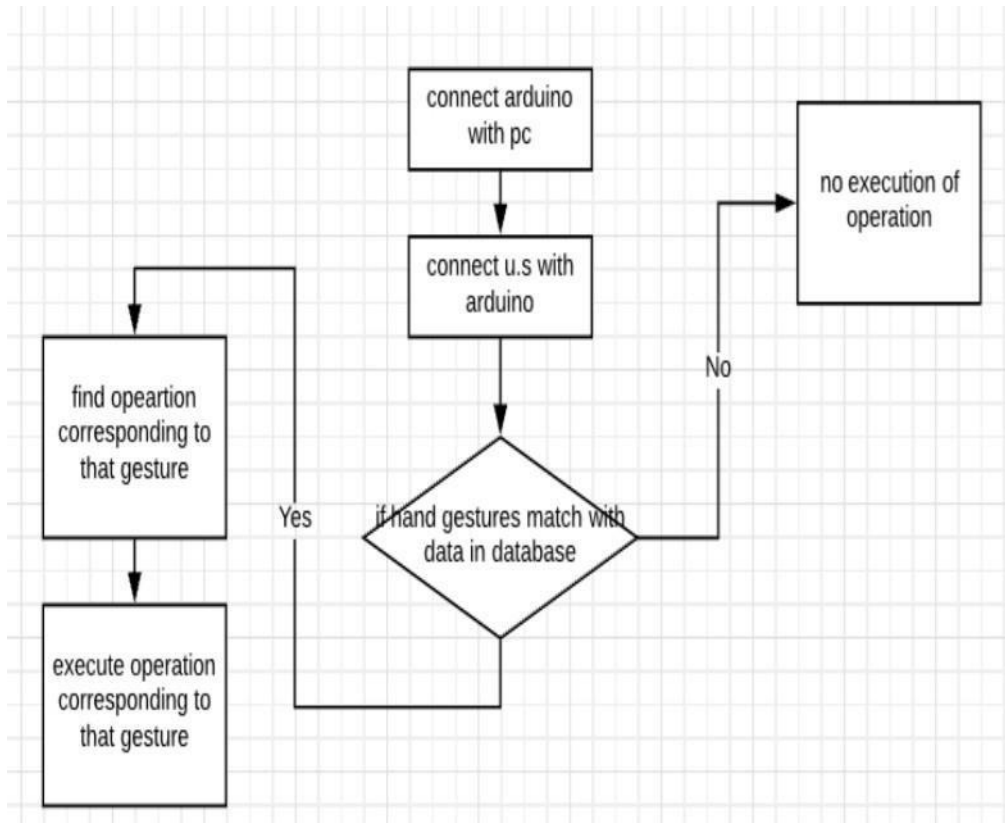 connect arduino
with pc
no execution of
operation
connect u.s with
arduino
No
find opeartion
corresponding to
that gesture
Yes
if hand gestures match with
data in database
execute operation
corresponding to
that gesture